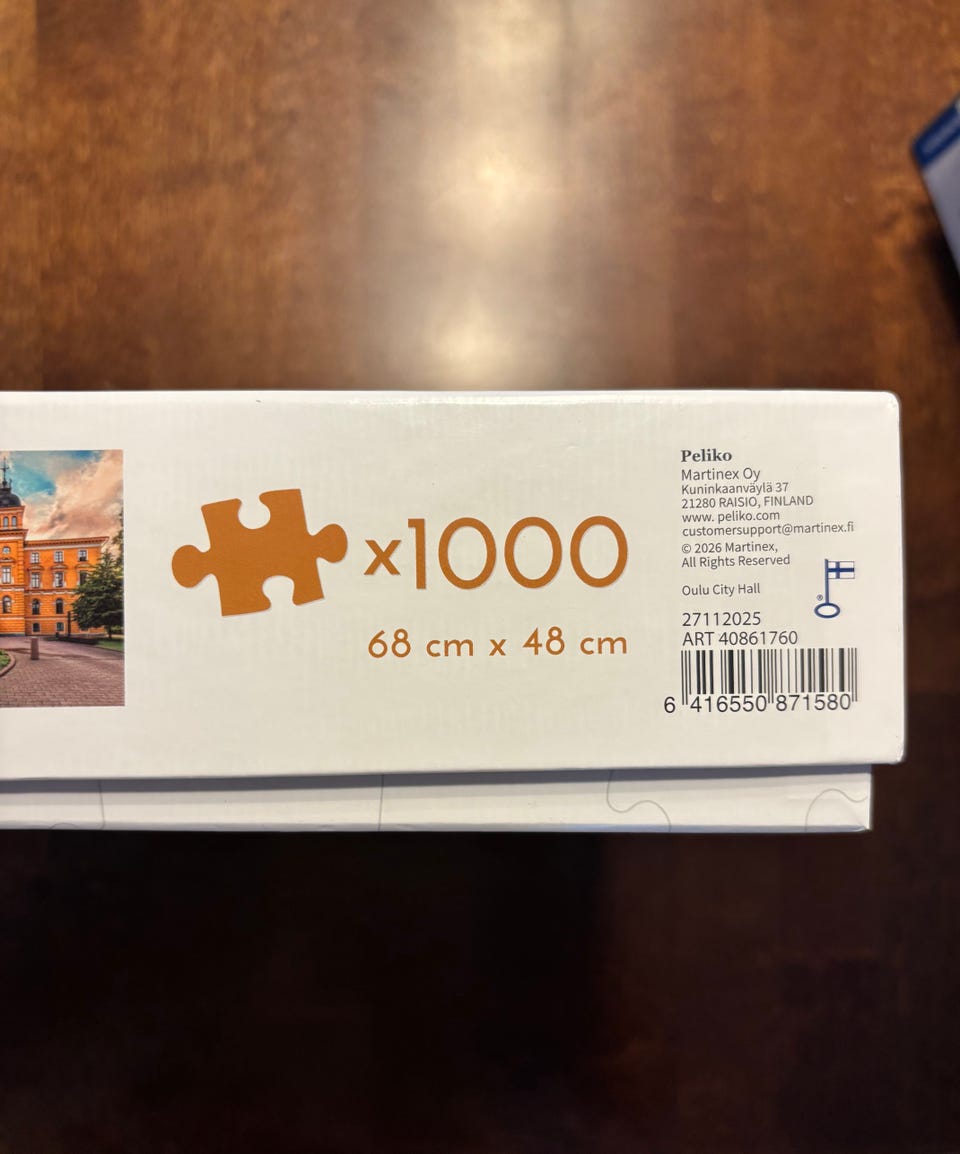 x1000
68 cm x 48 cm
Peliko
Martinex Oy
Kuninkaanväylä 37
21280 RAISIO, FINLAND
www. peliko.com
customersupport@martinex.fi
© 2026 Martinex,
All Rights Reserved
Oulu City Hall
®
27112025
ART 40861760
6 416550 871580